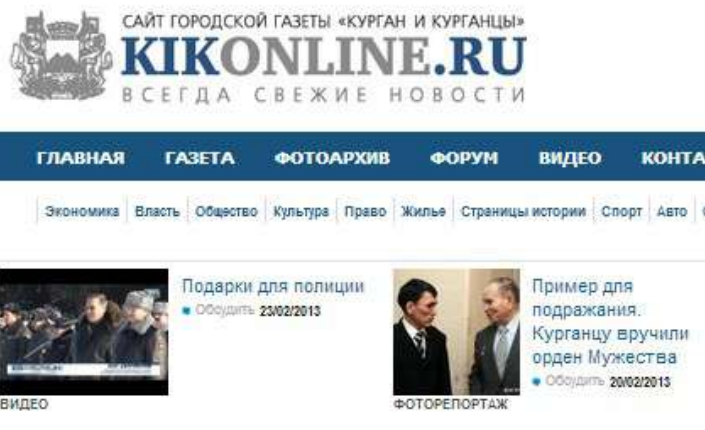 САЙТ ГОРОДСКОЙ ГАЗЕТЫ «КУРГАН И КУРГАНЦЫ»
KIKONLINE.RU
ВСЕГДА СВЕЖИЕ НОВОСТИ
ГЛАВНАЯ ГАЗЕТА ФОТОАРХИВ ФОРУМ ВИДЕО КОНТА
Экономика Власть Общество Культура Право Жилье Страницы истории Спорт Авто
Подарки для полиции
Обсудить 23/02/2013
ВИДЕО
Пример для
подражания.
Курганцу вручили
орден Мужества
Обсудить 20/02/2013
ФОТОРЕПОРТАЖ